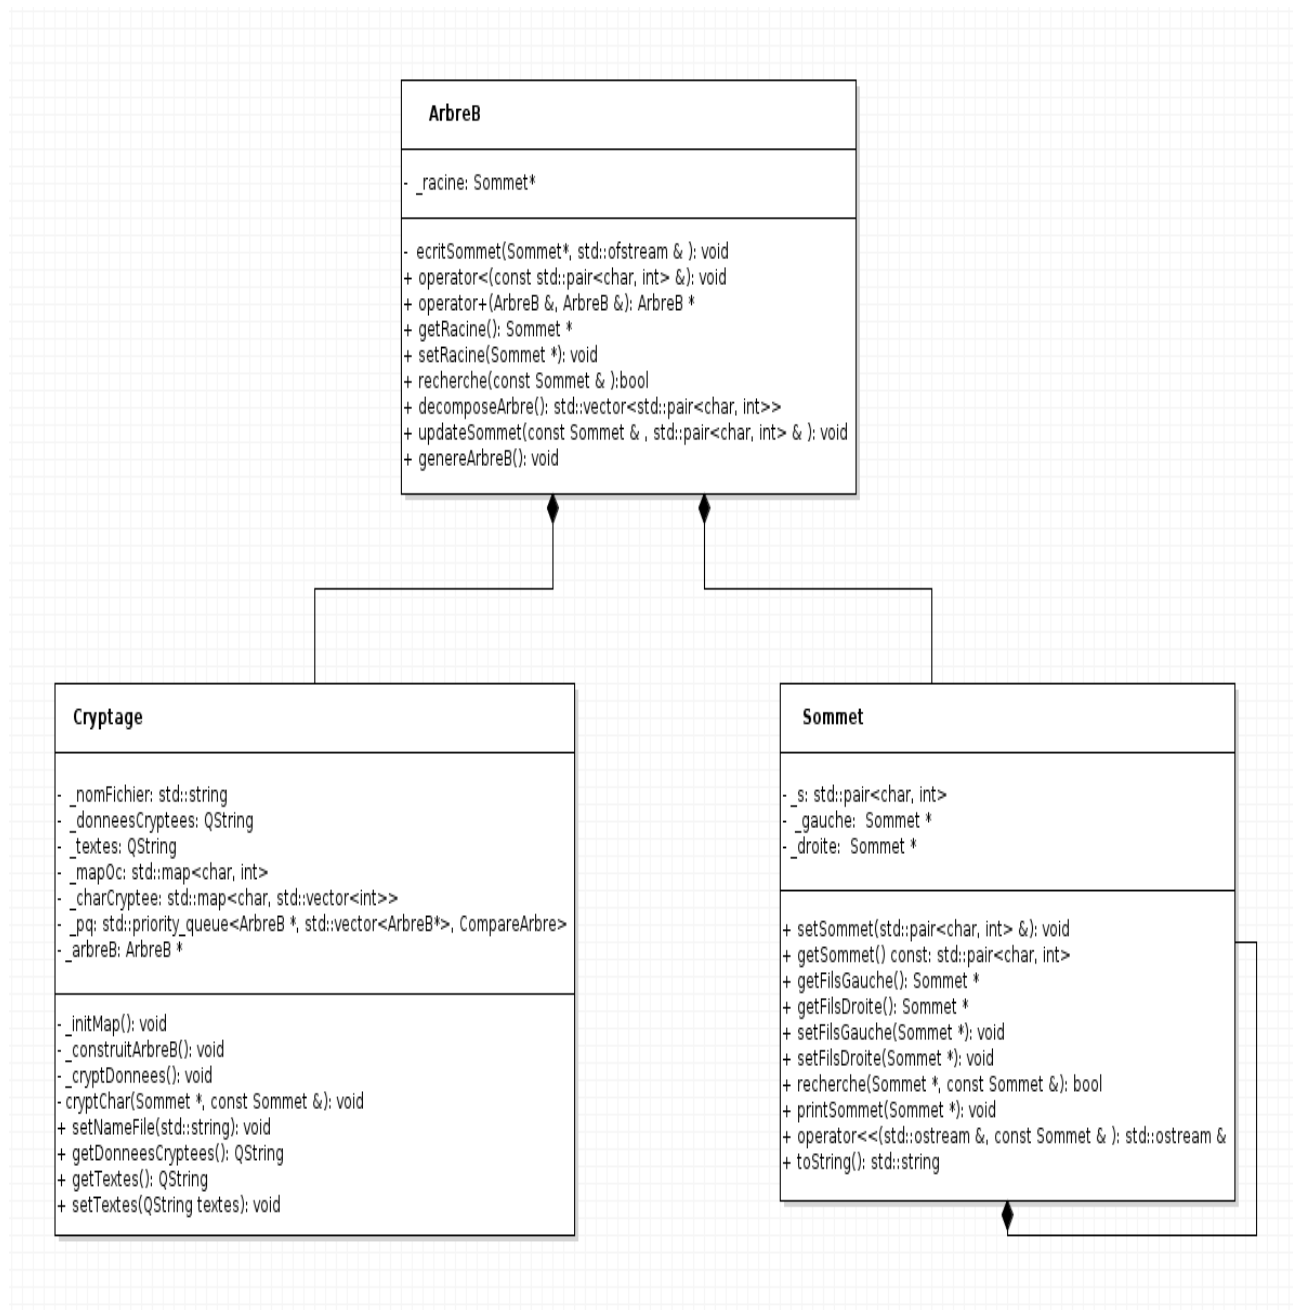 ArbreB
- _racine: Sommet*
- ecritSommet(Sommet*, std::ofstream & ): void
+ operator<(const std::pair<char, int> &): void
+ operator+(ArbreB &, ArbreB &): ArbreB *
+ getRacine(): Sommet *
+ setRacine(Sommet *): void
+ recherche(const Sommet & ):bool
+ decomposeArbre(): std::vector<std::pair<char, int>>
+ updateSommet(const Sommet & , std::pair<char, int> & ): void
+ genereArbreB(): void
Cryptage
- _nomFichier: std::string
- _donneesCryptees: QString
- _textes: QString
- _mapOc: std::map<char, int>
- _charCryptee: std::map<char, std::vector<int>>
- _pq: std::priority_queue<ArbreB *, std::vector<ArbreB*>, CompareArbre>
- _arbreB: ArbreB *
- _initMap(): void
- _construitArbreB(): void
- _cryptDonnees(): void
- cryptChar(Sommet *, const Sommet &): void
+ setNameFile(std::string): void
+ getDonneesCryptees(): QString
+ getTextes(): QString
+ setTextes(QString textes): void
Sommet
- _s: std::pair<char, int>
- _gauche: Sommet *
- _droite: Sommet *
+ setSommet(std::pair<char, int> &): void
+ getSommet() const: std::pair<char, int>
+ getFilsGauche(): Sommet *
+ getFilsDroite(): Sommet *
+ setFilsGauche(Sommet *): void
+ setFilsDroite(Sommet *): void
+ recherche(Sommet *, const Sommet &): bool
+ printSommet(Sommet *): void
+ operator<<(std::ostream &, const Sommet & ): std::ostream &
+ toString(): std::string